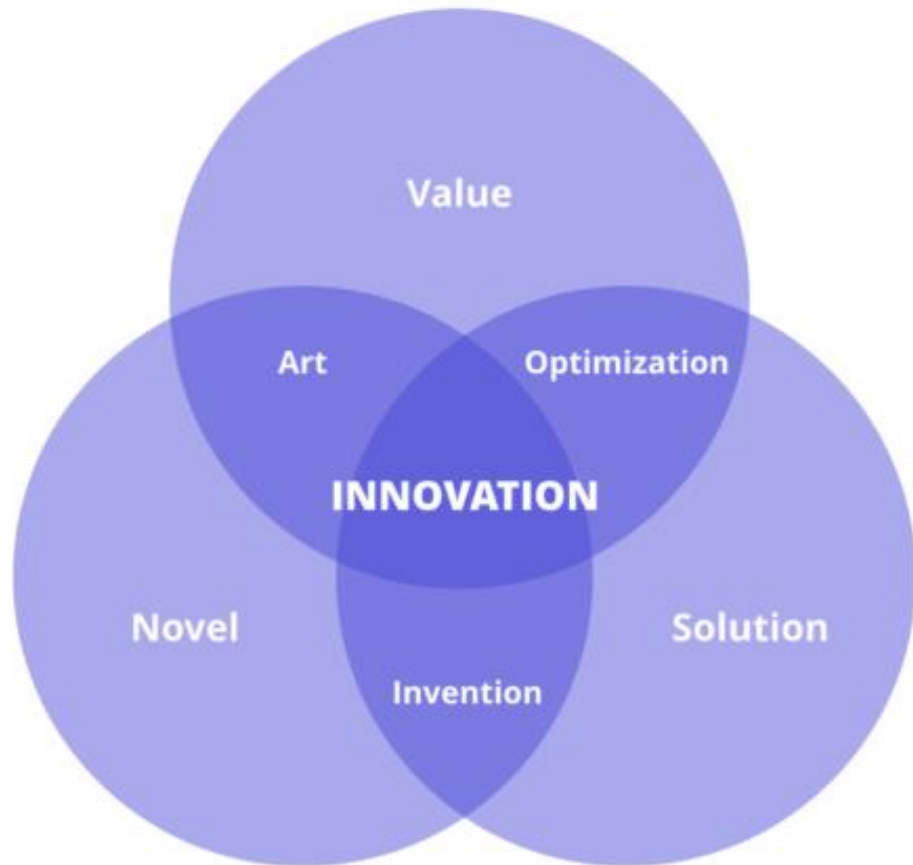 Value
Art
Optimization
INNOVATION
Novel
Solution
Invention